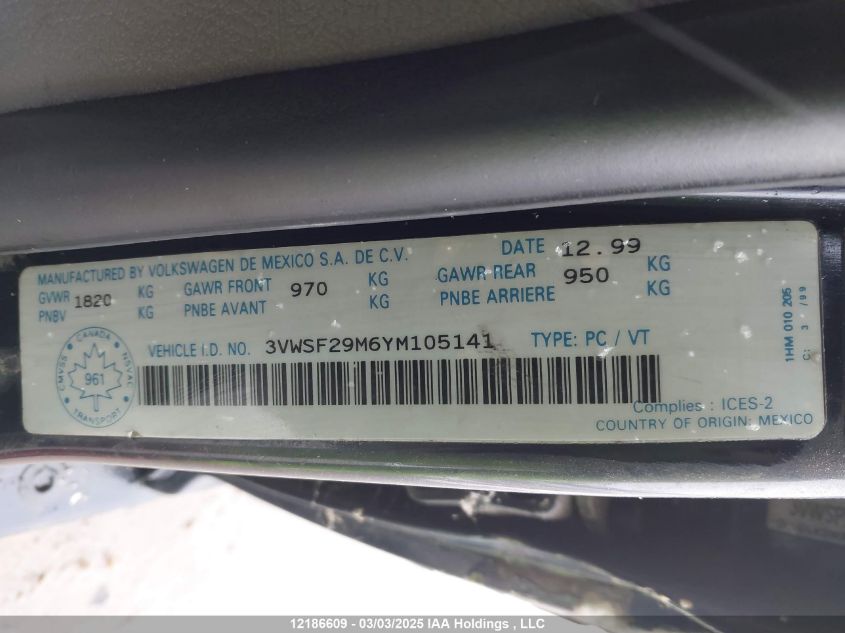 MANUFACTURED BY VOLKSWAGEN DE MEXICO S.A. DE C.V. DATE 12.99
GVWR 1820 KG GAWR FRONT 970 KG GAWR REAR 950 KG
PNBV KG PNBE AVANT KG PNBE ARRIERE KG
VEHICLE I.D. NO. 3VWSF29M6YM105141 TYPE: PC / VT
CANADA
CMVSS NSVAC
961
TRANSPORT
Complies : ICES-2
COUNTRY OF ORIGIN: MEXICO
1HM 010 205
C: 3 /99
12186609 - 03/03/2025 IAA Holdings , LLC